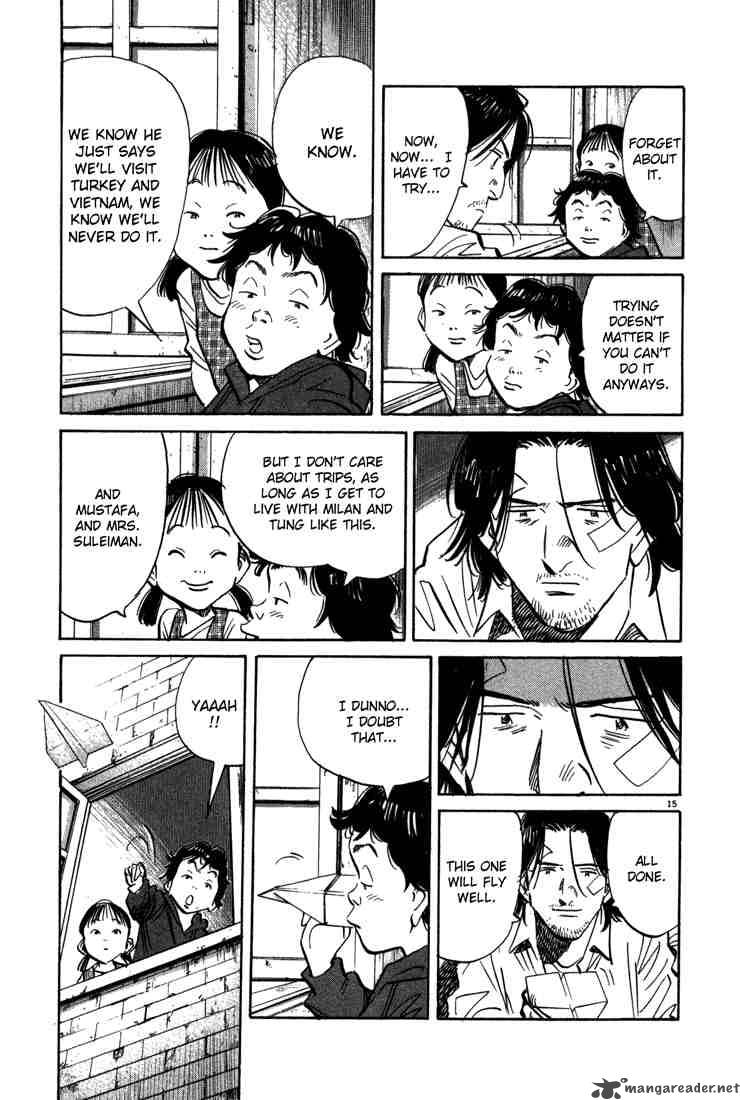 FORGET
ABOUT
IT.
NOW,
NOW... I
HAVE TO
TRY...
WE
KNOW.
WE KNOW HE
JUST SAYS
WE'LL VISIT
TURKEY AND
VIETNAM, WE
KNOW WE'LL
NEVER DO IT.
TRYING
DOESN'T
MATTER IF
YOU CAN'T
DO IT
ANYWAYS.
BUT I DON'T CARE
ABOUT TRIPS, AS
LONG AS I GET TO
LIVE WITH MILAN AND
TUNG LIKE THIS.
AND
MUSTAFA,
AND MRS.
SULEIMAN.
15
ALL
DONE.
THIS ONE
WILL FLY
WELL.
I DUNNO...
I DOUBT
THAT...
YAAAH
!!
mangareader.net